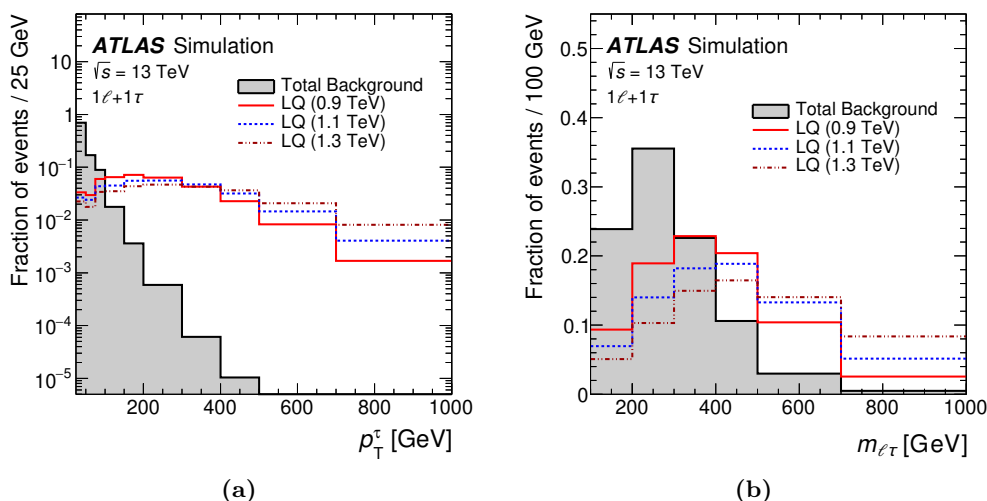 Fraction of events / 25 GeV
ATLAS Simulation
√s = 13 TeV
1ℓ+1τ
Total Background
LQ (0.9 TeV)
LQ (1.1 TeV)
LQ (1.3 TeV)
10
1
10⁻¹
10⁻²
10⁻³
10⁻⁴
10⁻⁵
200 400 600 800 1000
p_T^τ [GeV]
(a)
Fraction of events / 100 GeV
ATLAS Simulation
√s = 13 TeV
1ℓ+1τ
Total Background
LQ (0.9 TeV)
LQ (1.1 TeV)
LQ (1.3 TeV)
0.5
0.4
0.3
0.2
0.1
0
200 400 600 800 1000
m_ℓτ [GeV]
(b)